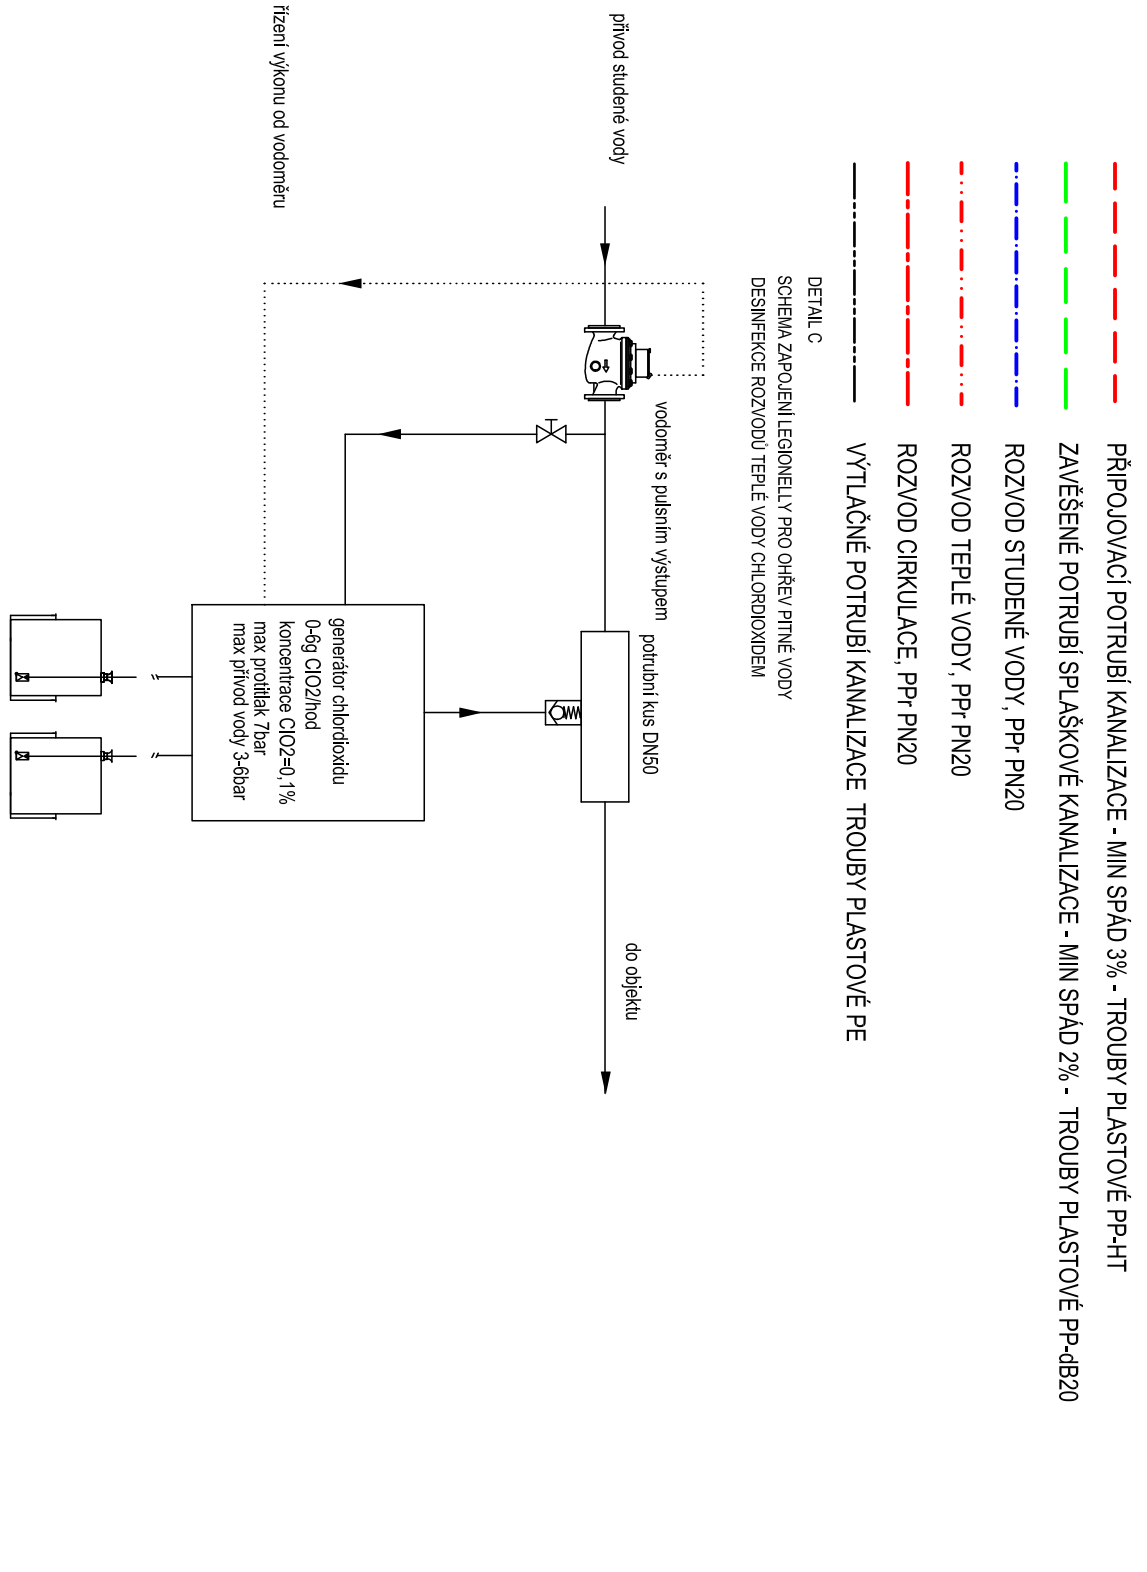 PŘIPOJOVACÍ POTRUBÍ KANALIZACE - MIN SPÁD 3% - TROUBY PLASTOVÉ PP-HT
ZAVĚŠENÉ POTRUBÍ SPLAŠKOVÉ KANALIZACE - MIN SPÁD 2% - TROUBY PLASTOVÉ PP-dB20
ROZVOD STUDENÉ VODY, PPr PN20
ROZVOD TEPLÉ VODY, PPr PN20
ROZVOD CIRKULACE, PPr PN20
VÝTLAČNÉ POTRUBÍ KANALIZACE TROUBY PLASTOVÉ PE
DETAIL C
SCHEMA ZAPOJENÍ LEGIONELLY PRO OHŘEV PITNÉ VODY
DESINFEKCE ROZVODŮ TEPLÉ VODY CHLORDIOXIDEM
přívod studené vody
vodoměr s pulsním výstupem
potrubní kus DN50
do objektu
řízení výkonu od vodoměru
generátor chlordioxidu
0-6g ClO2/hod
koncentrace ClO2=0,1%
max protitlak 7bar
max přívod vody 3-6bar